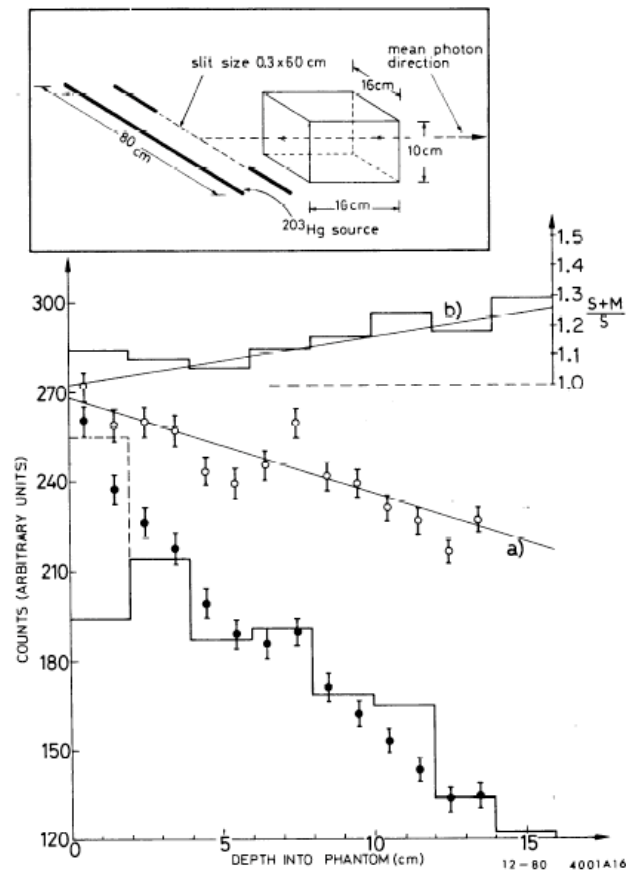 slit size 0.3x60 cm
mean photon
direction
16cm
80 cm
10cm
16cm
203Hg source
1.5
1.4
300
b)
1.3
S+M
S
1.2
1.1
1.0
270
240
a)
210
180
150
120
COUNTS (ARBITRARY UNITS)
0
5
10
15
DEPTH INTO PHANTOM (cm)
12-80 4001A16